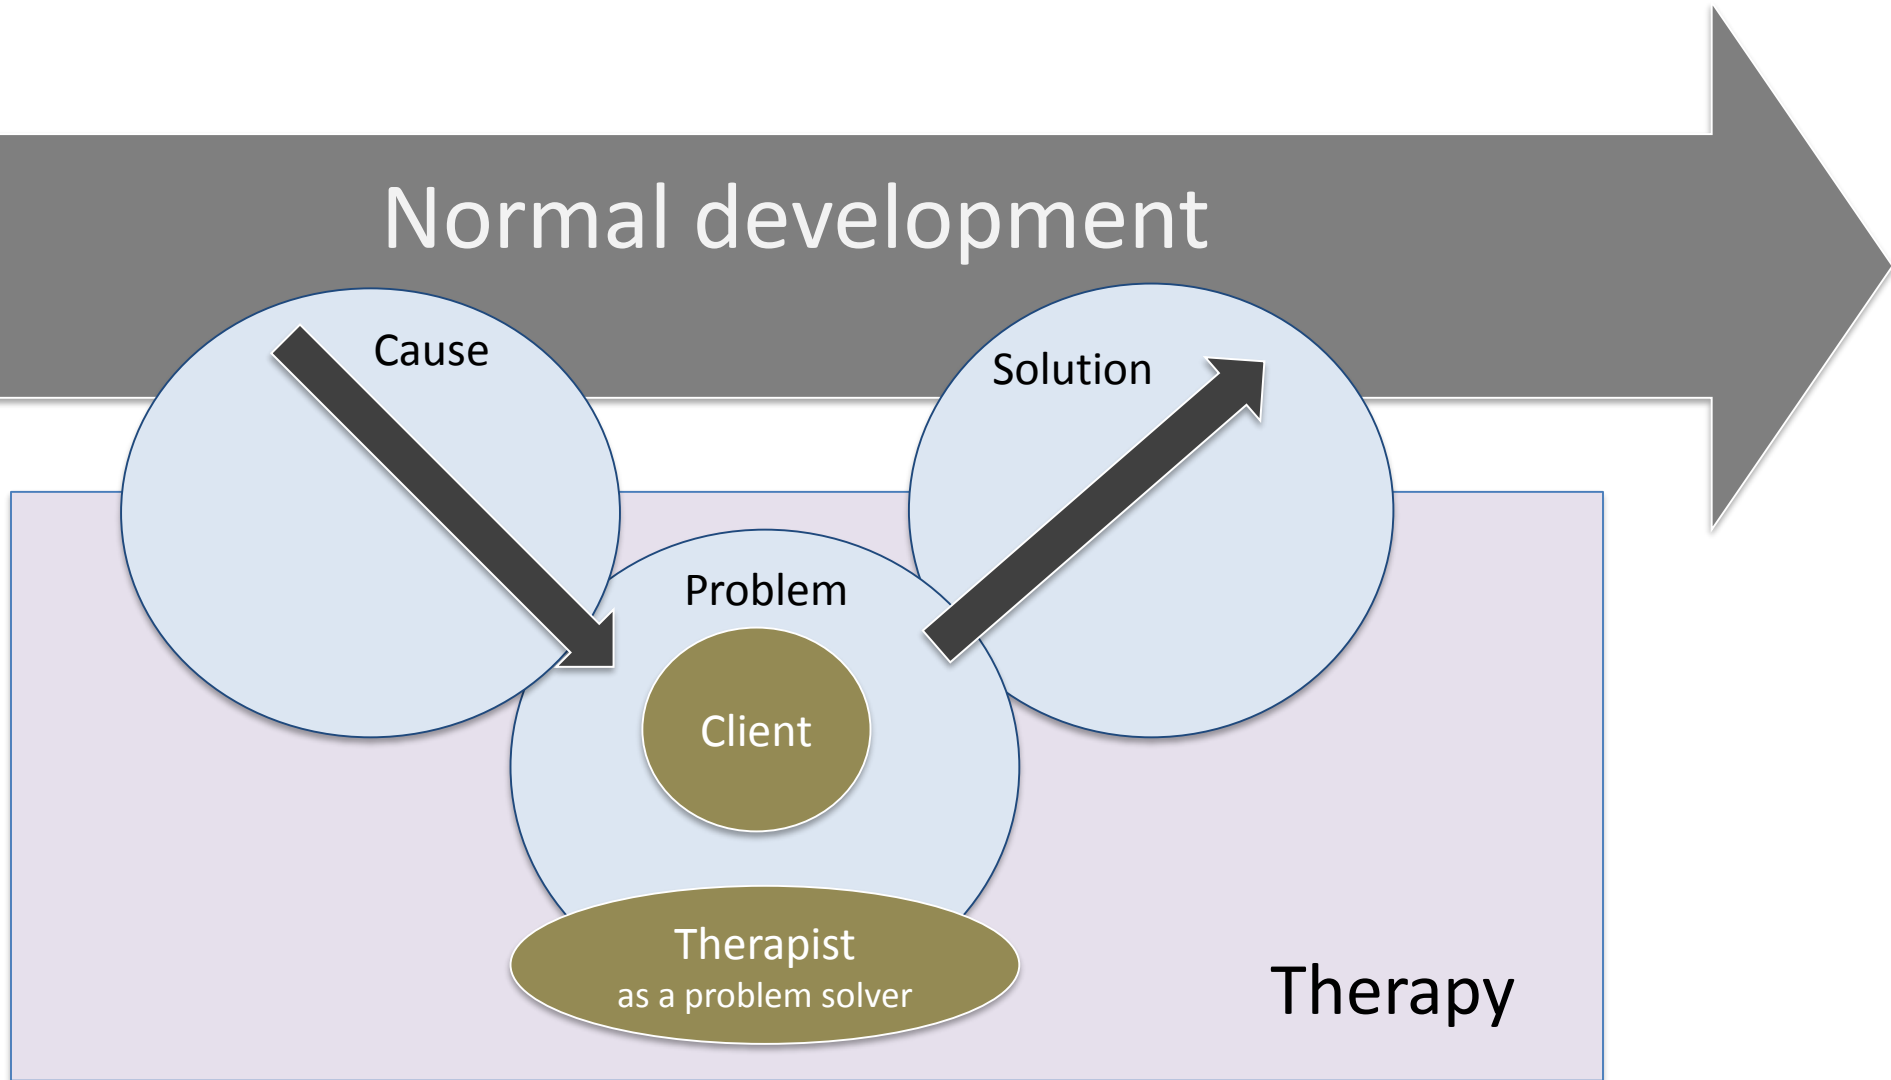 Normal development
Cause
Solution
Problem
Client
Therapist
as a problem solver
Therapy